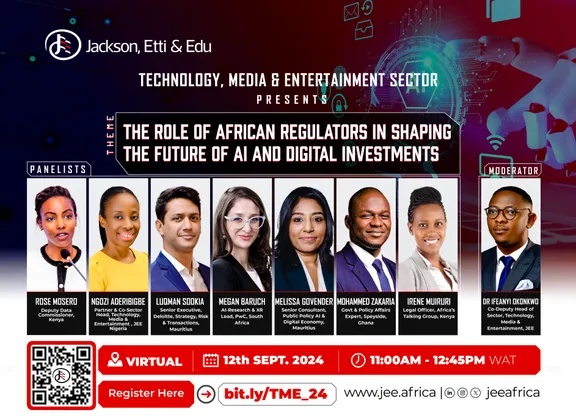 Jackson, Etti & Edu
TECHNOLOGY, MEDIA & ENTERTAINMENT SECTOR
PRESENTS
THEME
THE ROLE OF AFRICAN REGULATORS IN SHAPING
THE FUTURE OF AI AND DIGITAL INVESTMENTS
AI
PANELISTS
MODERATOR
ROSE MOSERO
Deputy Data
Commissioner,
Kenya
NGOZI ADERIBIGBE
Partner & Co-Sector
Head, Technology,
Media &
Entertainment , JEE
Nigeria
LUQMAN SOOKIA
Senior Executive,
Deloitte, Strategy, Risk
& Transactions,
Mauritius
MEGAN BARUCH
AI-Research & XR
Lead, PwC, South
Africa
MELISSA GOVENDER
Senior Consultant,
Public Policy AI &
Digital Economy,
Mauritius
MOHAMMED ZAKARIA
Govt & Policy Affairs
Expert, Speyside,
Ghana
IRENE MUIRURI
Legal Officer, Africa's
Talking Group, Kenya
DR IFEANYI OKONKWO
Co-Deputy Head of
Sector, Technology,
Media &
Entertainment, JEE
VIRTUAL
12th SEPT. 2024
11:00AM - 12:45PM WAT
Register Here
bit.ly/TME_24
www.jee.africa
jeeafrica